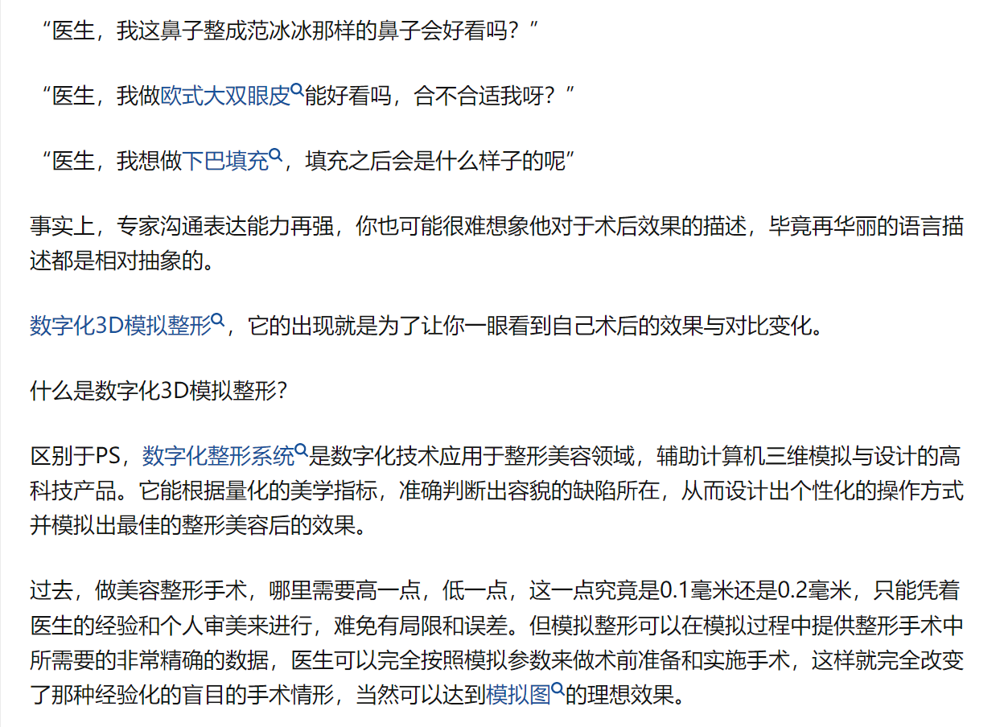 “医生，我这鼻子整成范冰冰那样的鼻子会好看吗？”
“医生，我做欧式大双眼皮能好看吗，合不合适我呀？”
“医生，我想做下巴填充，填充之后会是什么样子的呢”
事实上，专家沟通表达能力再强，你也可能很难想象他对于术后效果的描述，毕竟再华丽的语言描
述都是相对抽象的。
数字化3D模拟整形，它的出现就是为了让你一眼看到自己术后的效果与对比变化。
什么是数字化3D模拟整形？
区别于PS，数字化整形系统是数字化技术应用于整形美容领域，辅助计算机三维模拟与设计的高
科技产品。它能根据量化的美学指标，准确判断出容貌的缺陷所在，从而设计出个性化的操作方式
并模拟出最佳的整形美容后的效果。
过去，做美容整形手术，哪里需要高一点，低一点，这一点究竟是0.1毫米还是0.2毫米，只能凭着
医生的经验和个人审美来进行，难免有局限和误差。但模拟整形可以在模拟过程中提供整形手术中
所需要的非常精确的数据，医生可以完全按照模拟参数来做术前准备和实施手术，这样就完全改变
了那种经验化的盲目的手术情形，当然可以达到模拟图的理想效果。